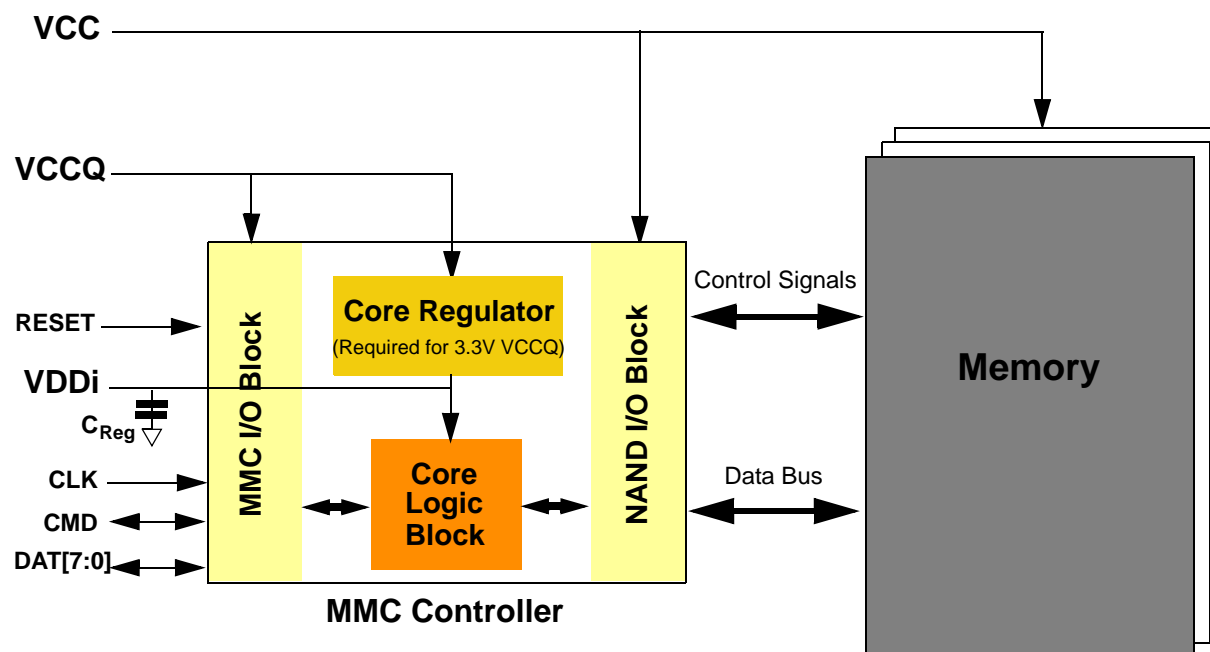 VCC
VCCQ
RESET
VDDi
CReg
CLK
CMD
DAT[7:0]
MMC I/O Block
Core Regulator
(Required for 3.3V VCCQ)
Core
Logic
Block
NAND I/O Block
MMC Controller
Control Signals
Data Bus
Memory